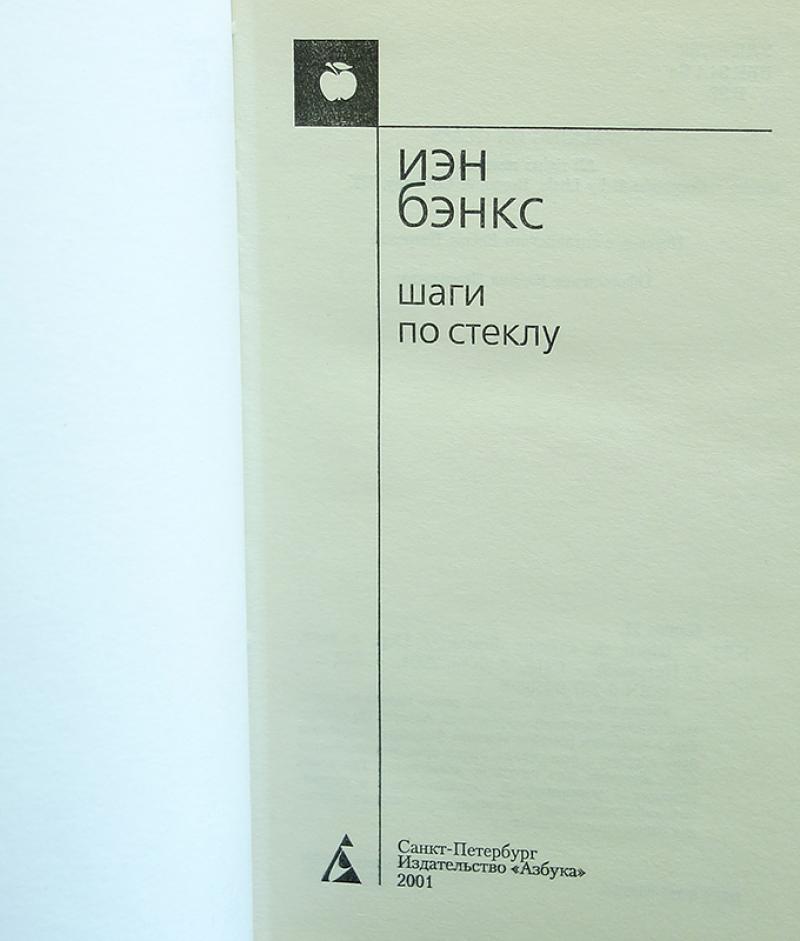 иэн
бэнкс
шаги
по стеклу
Санкт-Петербург
Издательство «Азбука»
2001